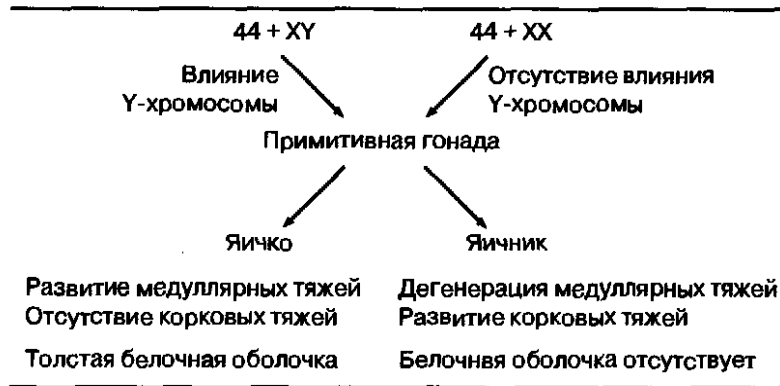 44 + XY 44 + XX
Влияние Отсутствие влияния
Y-хромосомы Y-хромосомы
Примитивная гонада
Яичко Яичник
Развитие медуллярных тяжей Дегенерация медуллярных тяжей
Отсутствие корковых тяжей Развитие корковых тяжей
Толстая белочная оболочка Белочнвя оболочка отсутствует